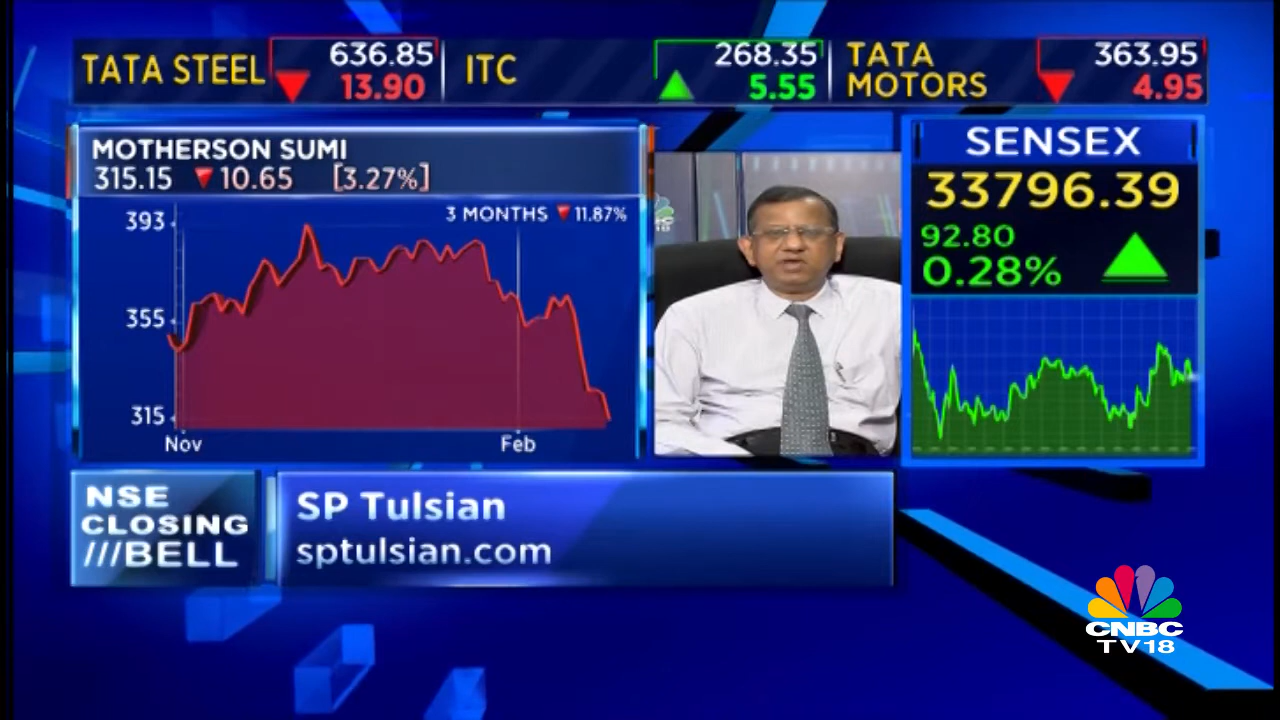 TATA STEEL
636.85
13.90
ITC
268.35
5.55
TATA
MOTORS
363.95
4.95
MOTHERSON SUMI
315.15 10.65 [3.27%]
3 MONTHS 11.87%
393
355
315
Nov Feb
18
SENSEX
33796.39
92.80
0.28%
NSE
CLOSING
///BELL
SP Tulsian
sptulsian.com
CNBC
TV18